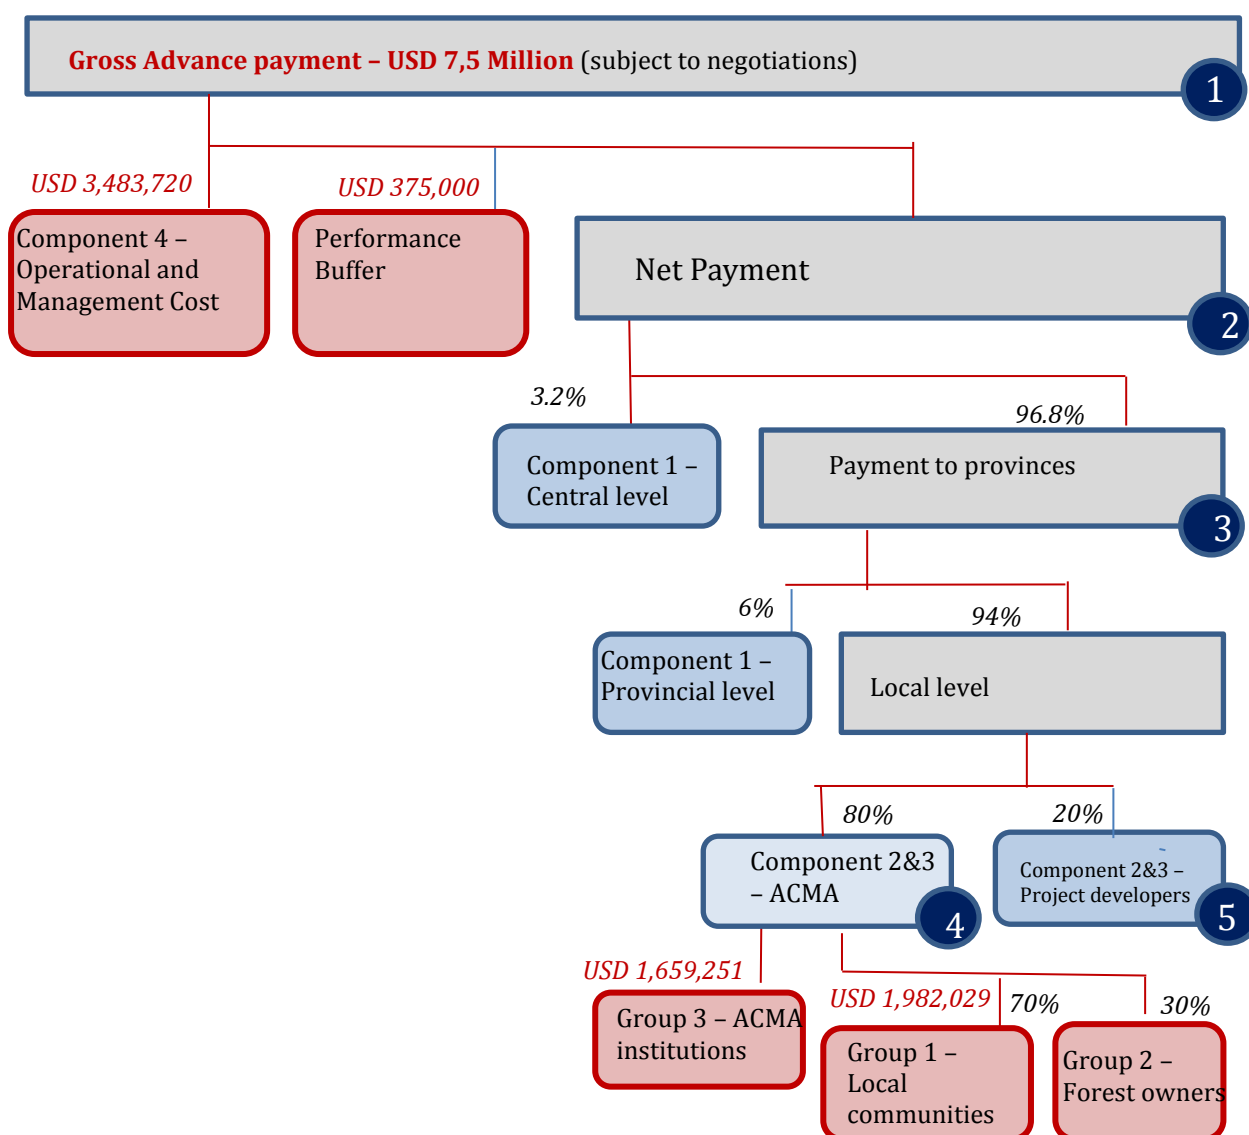 Gross Advance payment – USD 7,5 Million (subject to negotiations)
1
USD 3,483,720
USD 375,000
Component 4 –
Operational and
Management Cost
Performance
Buffer
Net Payment
2
3.2%
96.8%
Component 1 –
Central level
Payment to provinces
3
6%
94%
Component 1 –
Provincial level
Local level
80%
20%
Component 2&3
– ACMA
4
Component 2&3 –
Project developers
5
USD 1,659,251
USD 1,982,029
70%
30%
Group 3 – ACMA
institutions
Group 1 –
Local
communities
Group 2 –
Forest owners